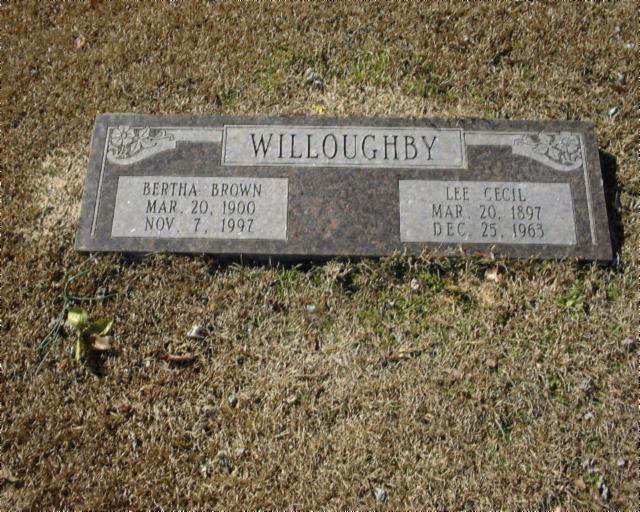 WILLOUGHBY
BERTHA BROWN
MAR. 20, 1900
NOV. 7, 1997
LEE CECIL
MAR. 20, 1897
DEC. 25, 1963